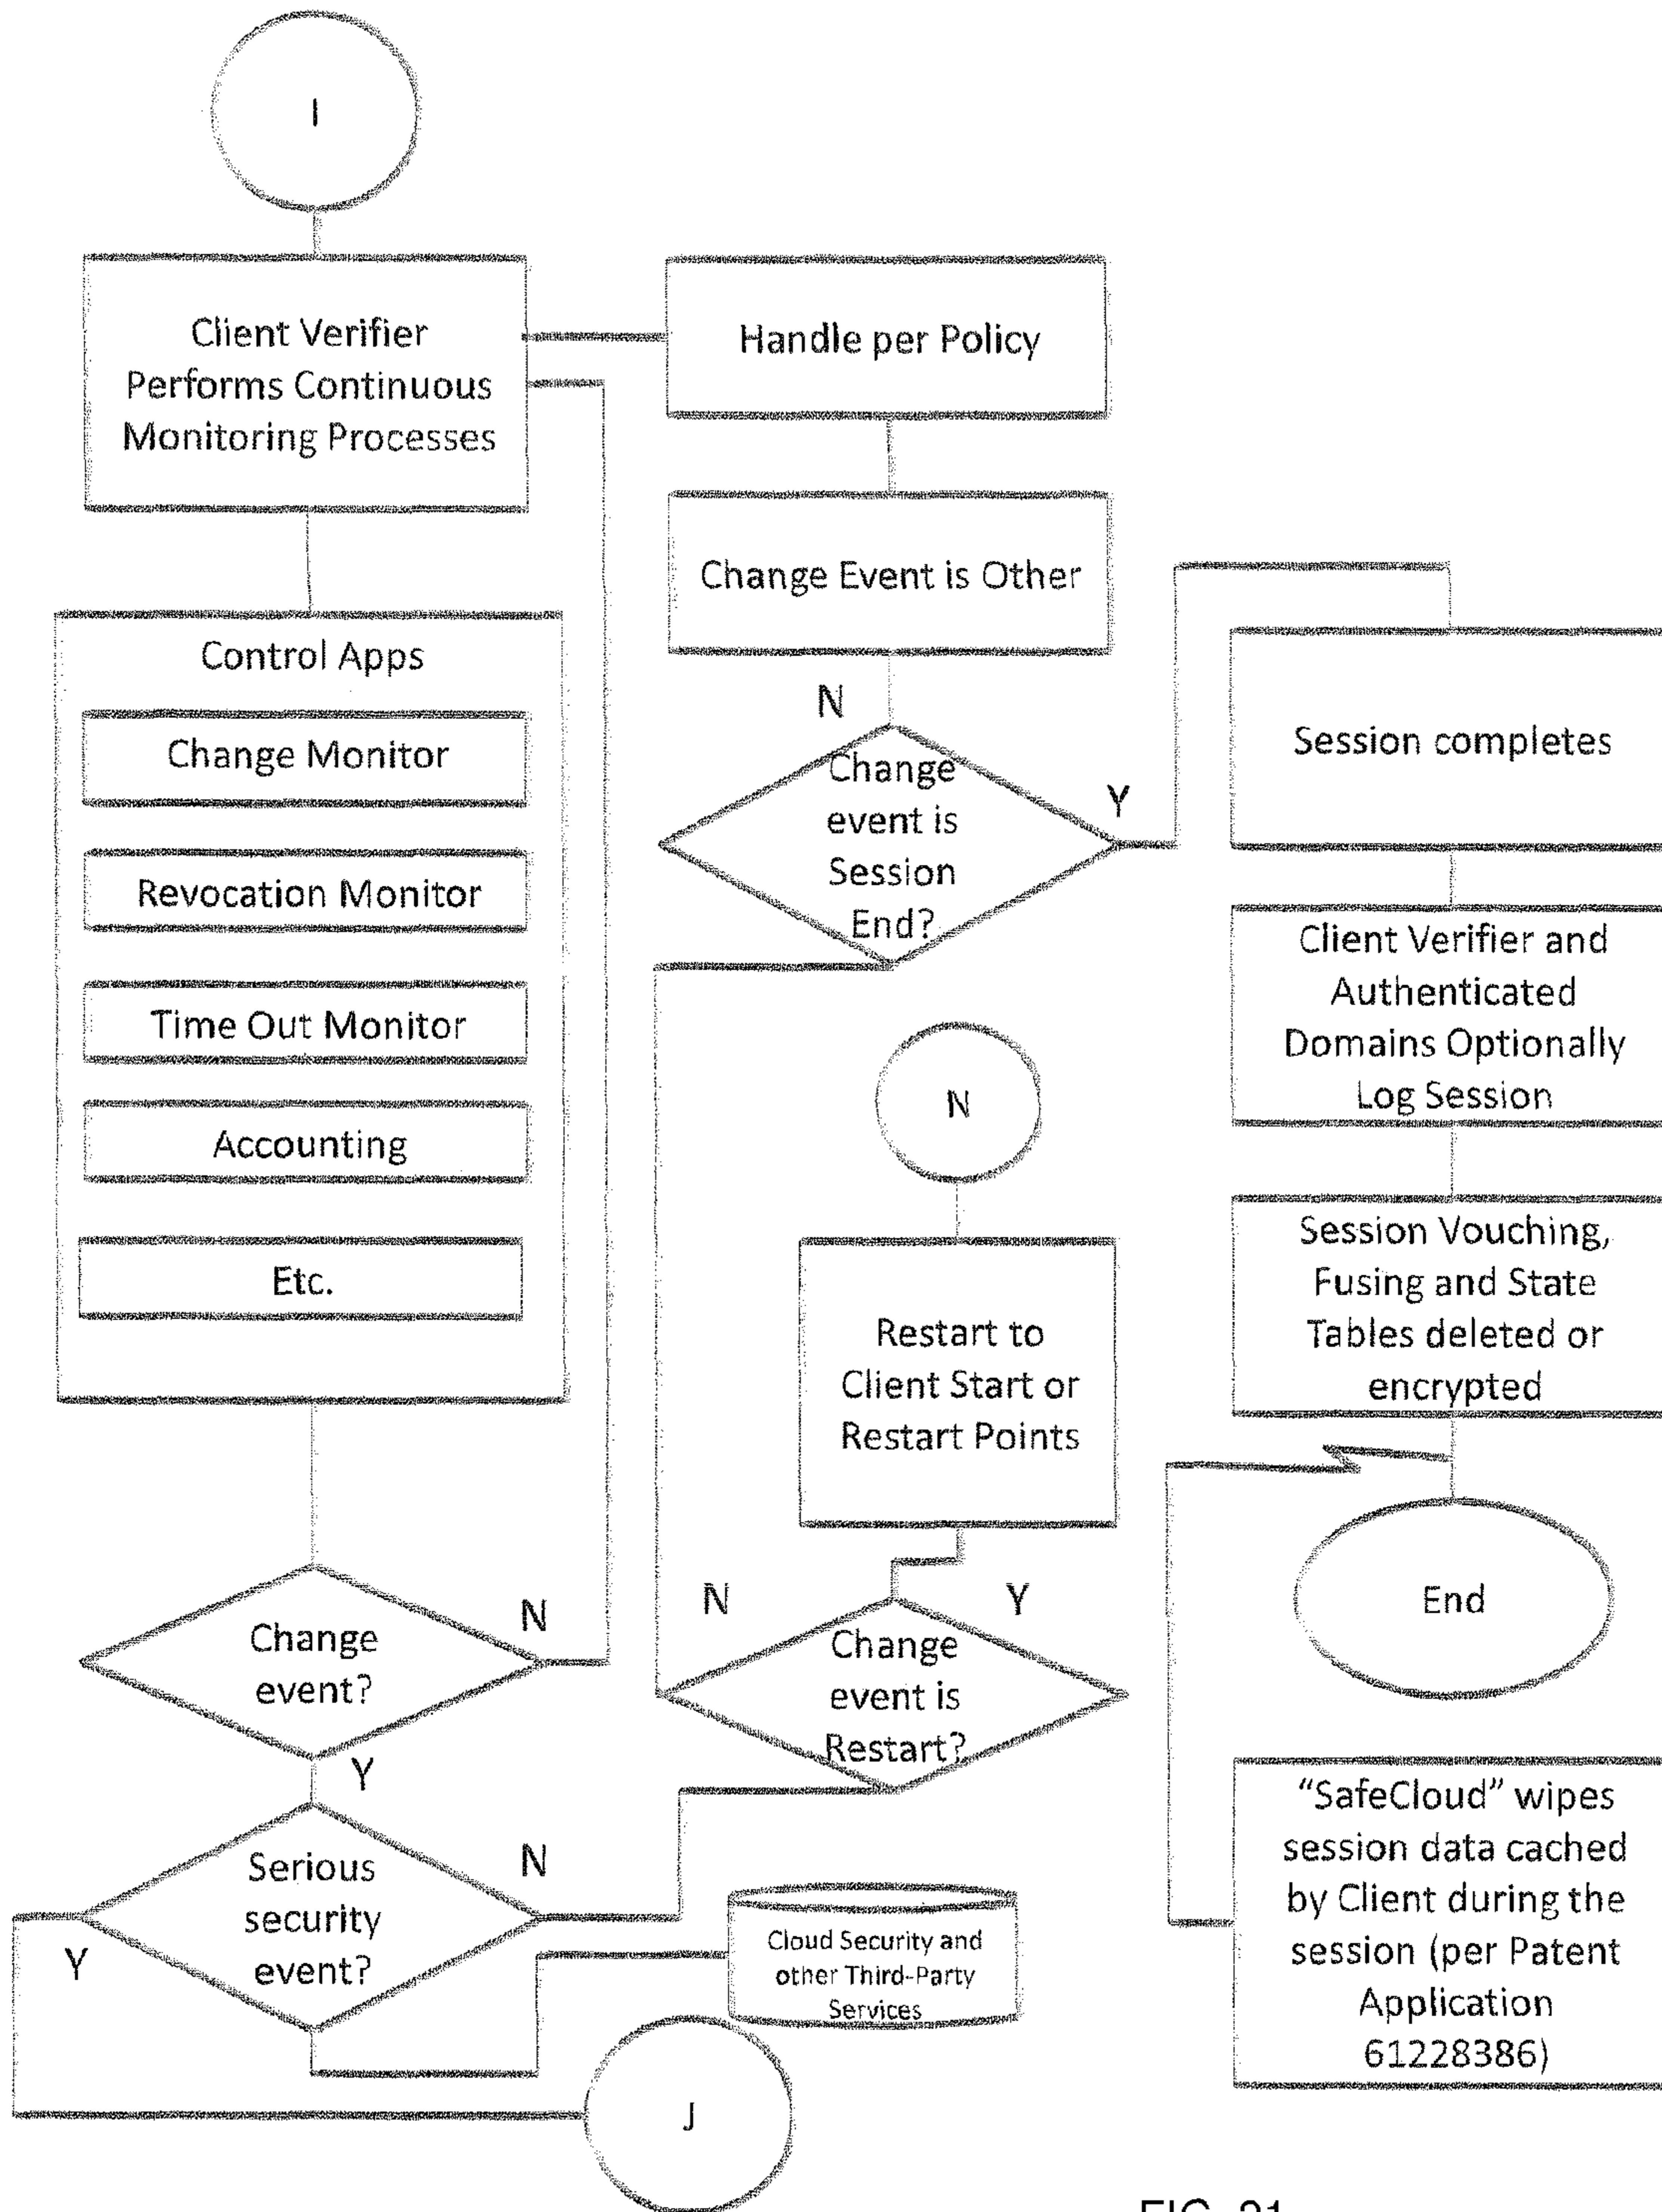 I
Client Verifier
Performs Continuous
Monitoring Processes
Control Apps
Change Monitor
Revocation Monitor
Time Out Monitor
Accounting
Etc.
Change
event?
N
Y
Serious
security
event?
N
Y
J
Cloud Security and
other Third-Party
Services
Handle per Policy
Change Event is Other
N
Change
event is
Session
End?
Y
N
Restart to
Client Start or
Restart Points
N
Y
Change
event is
Restart?
Session completes
Client Verifier and
Authenticated
Domains Optionally
Log Session
Session Vouching,
Fusing and State
Tables deleted or
encrypted
End
“SafeCloud” wipes
session data cached
by Client during the
session (per Patent
Application
61228386)